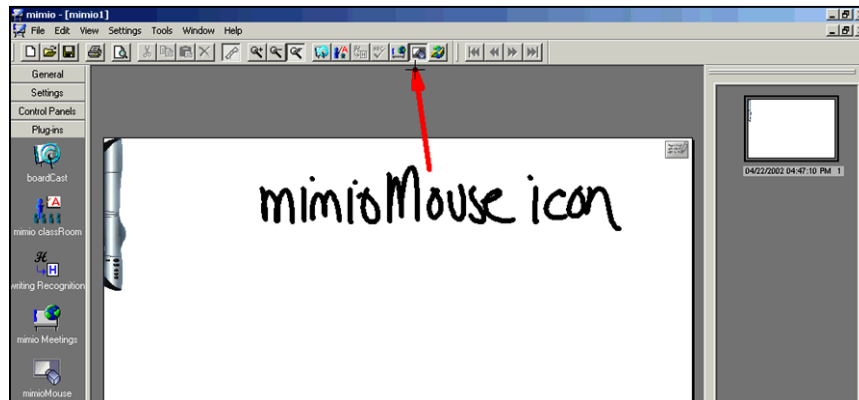 mimio - [mimio1]
File Edit View Settings Tools Window Help
General
Settings
Control Panels
Plug-ins
boardCast
mimio classRoom
writing Recognition
mimio Meetings
mimioMouse
mimioMouse icon
04/22/2002 04:47:10 PM 1